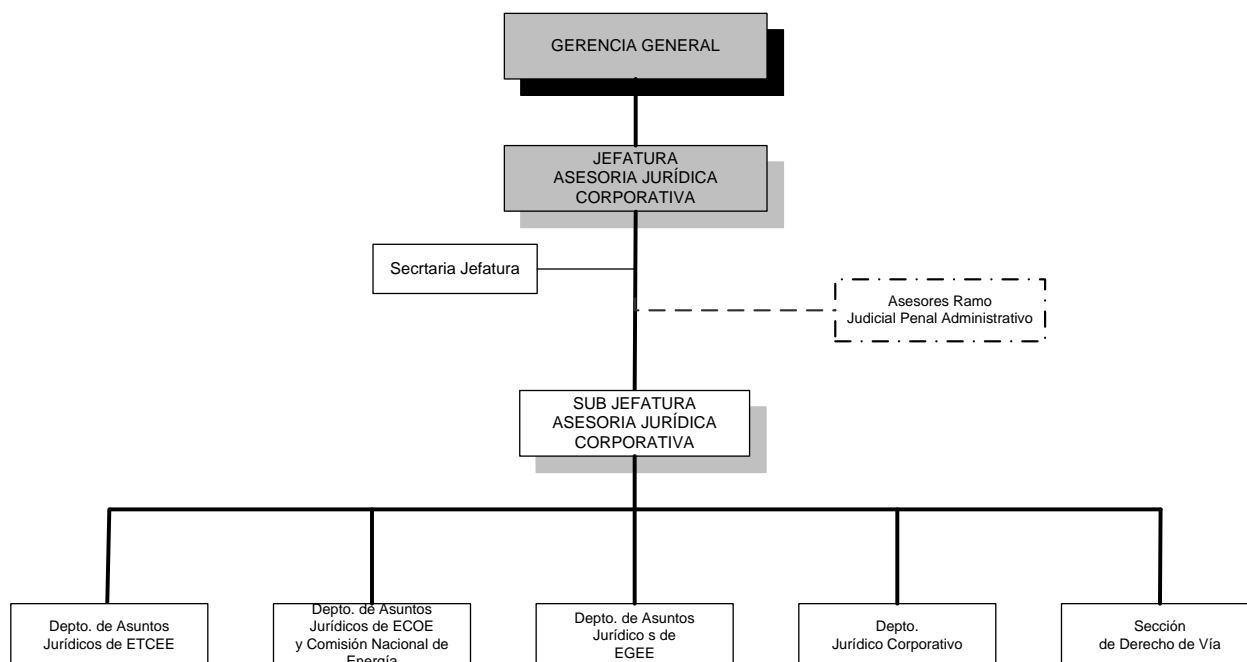 GERENCIA GENERAL
JEFATURA
ASESORIA JURÍDICA
CORPORATIVA
Secrtaria Jefatura
Asesores Ramo
Judicial Penal Administrativo
SUB JEFATURA
ASESORIA JURÍDICA
CORPORATIVA
Depto. de Asuntos
Jurídicos de ETCEE
Depto. de Asuntos
Jurídicos de ECOE
y Comisión Nacional de
Energía
Depto. de Asuntos
Jurídico s de
EGEE
Depto.
Jurídico Corporativo
Sección
de Derecho de Vía